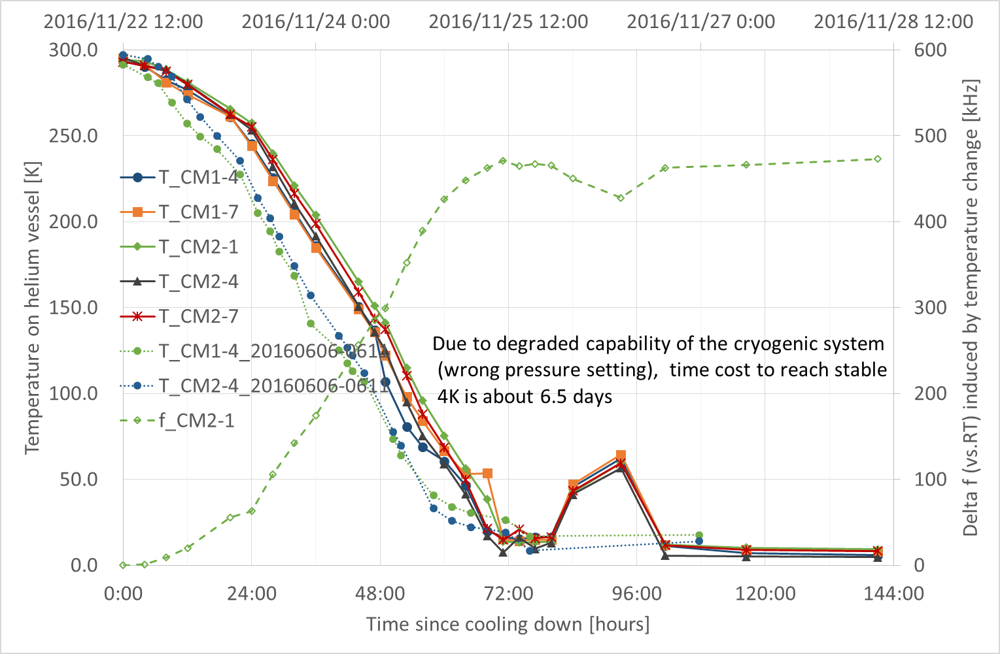 2016/11/22 12:00 2016/11/24 0:00 2016/11/25 12:00 2016/11/27 0:00 2016/11/28 12:00
300.0 600
250.0 500
200.0 400
150.0 300
100.0 200
50.0 100
0.0 0
Temperature on helium vessel [K]
Delta f (vs.RT) induced by temperature change [kHz]
T_CM1-4
T_CM1-7
T_CM2-1
T_CM2-4
T_CM2-7
T_CM1-4_20160606-0611
T_CM2-4_20160606-0611
f_CM2-1
Due to degraded capability of the cryogenic system
(wrong pressure setting), time cost to reach stable
4K is about 6.5 days
0:00 24:00 48:00 72:00 96:00 120:00 144:00
Time since cooling down [hours]